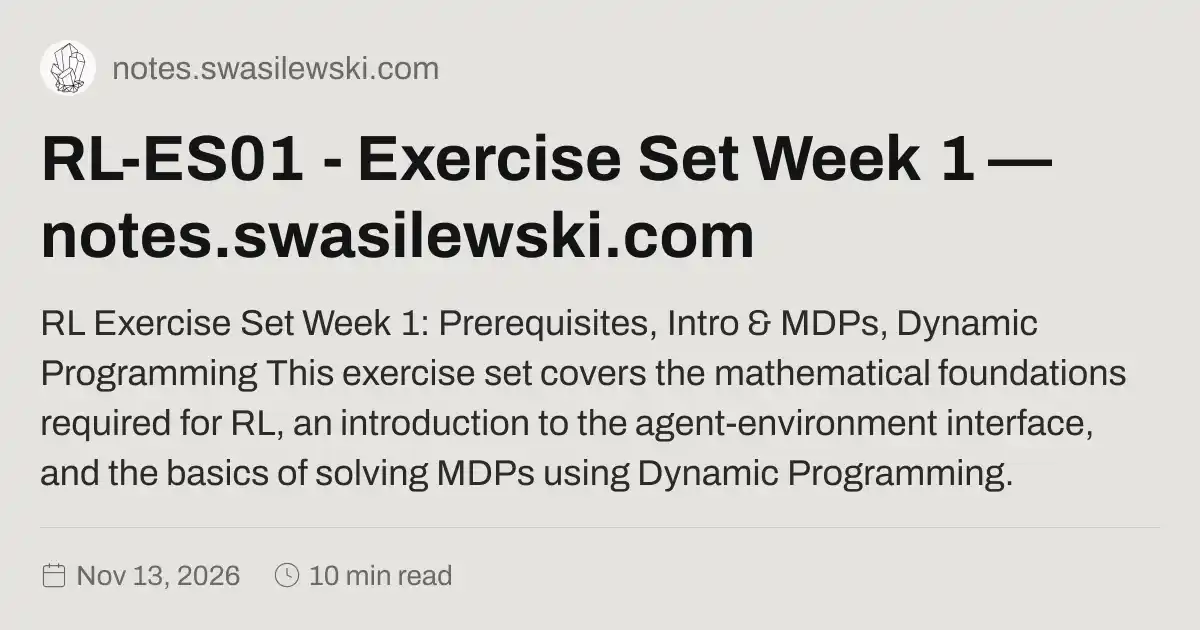 notes.swasilewski.com
RL-ES01 - Exercise Set Week 1 —
notes.swasilewski.com
RL Exercise Set Week 1: Prerequisites, Intro & MDPs, Dynamic
Programming This exercise set covers the mathematical foundations
required for RL, an introduction to the agent-environment interface,
and the basics of solving MDPs using Dynamic Programming.
Nov 13, 2026 10 min read